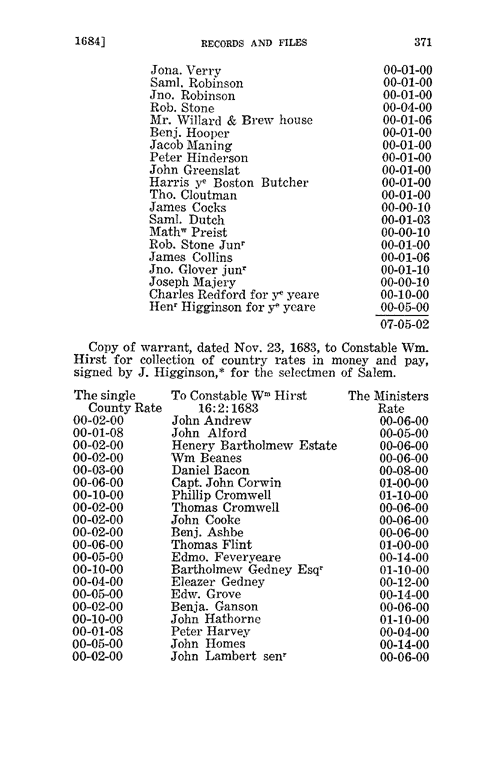 1684] RECORDS AND FILES 371
Jona. Verry 00-01-00
Saml. Robinson 00-01-00
Jno. Robinson 00-01-00
Rob. Stone 00-04-00
Mr. Willard & Brew house 00-01-06
Benj. Hooper 00-01-00
Jacob Maning 00-01-00
Peter Hinderson 00-01-00
John Greenslat 00-01-00
Harris yᵉ Boston Butcher 00-01-00
Tho. Cloutman 00-01-00
James Cocks 00-00-10
Saml. Dutch 00-01-03
Mathʷ Preist 00-00-10
Rob. Stone Junʳ 00-01-00
James Collins 00-01-06
Jno. Glover junʳ 00-01-10
Joseph Majery 00-00-10
Charles Redford for yᵉ yeare 00-10-00
Henʳ Higginson for yᵉ yeare 00-05-00
07-05-02
Copy of warrant, dated Nov. 23, 1683, to Constable Wm.
Hirst for collection of country rates in money and pay,
signed by J. Higginson,* for the selectmen of Salem.
The single To Constable Wᵐ Hirst The Ministers
County Rate 16:2:1683 Rate
00-02-00 John Andrew 00-06-00
00-01-08 John Alford 00-05-00
00-02-00 Henery Bartholmew Estate 00-06-00
00-02-00 Wm Beanes 00-06-00
00-03-00 Daniel Bacon 00-08-00
00-06-00 Capt. John Corwin 01-00-00
00-10-00 Phillip Cromwell 01-10-00
00-02-00 Thomas Cromwell 00-06-00
00-02-00 John Cooke 00-06-00
00-02-00 Benj. Ashbe 00-06-00
00-06-00 Thomas Flint 01-00-00
00-05-00 Edmo. Feveryeare 00-14-00
00-10-00 Bartholmew Gedney Esqʳ 01-10-00
00-04-00 Eleazer Gedney 00-12-00
00-05-00 Edw. Grove 00-14-00
00-02-00 Benja. Ganson 00-06-00
00-10-00 John Hathorne 01-10-00
00-01-08 Peter Harvey 00-04-00
00-05-00 John Homes 00-14-00
00-02-00 John Lambert senʳ 00-06-00